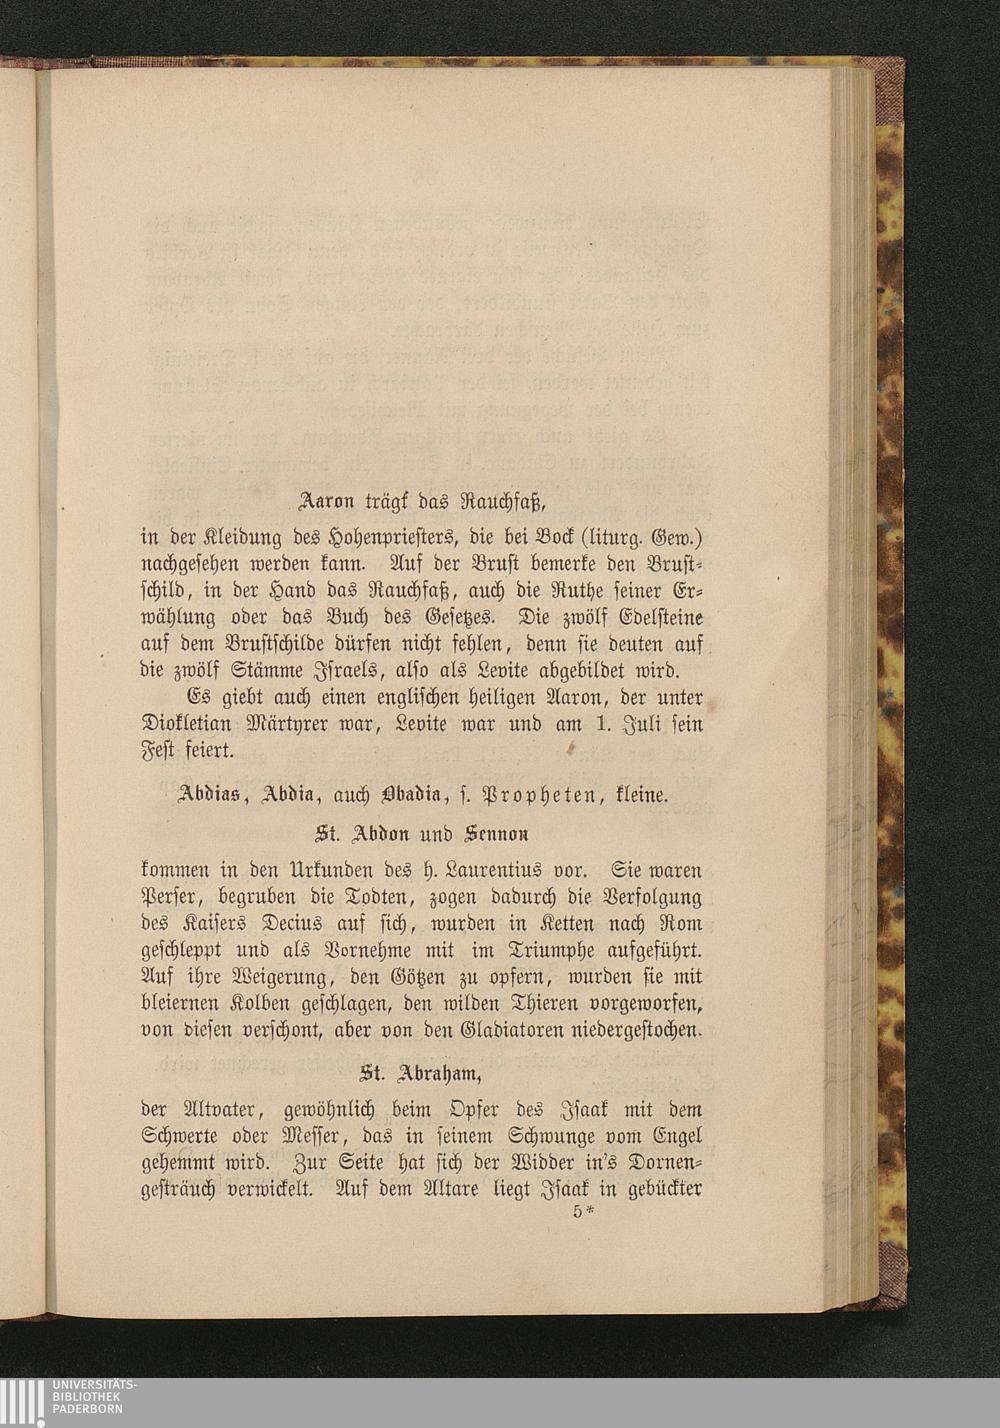 Aaron trägt das Rauchfaß,
in der Kleidung des Hohenpriesters, die bei Bock (liturg. Gew.)
nachgesehen werden kann. Auf der Brust bemerke den Brust-
schild, in der Hand das Rauchfaß, auch die Ruthe seiner Er-
wählung oder das Buch des Gesetzes. Die zwölf Edelsteine
auf dem Brustschilde dürfen nicht fehlen, denn sie deuten auf
die zwölf Stämme Israels, also als Levite abgebildet wird.
Es giebt auch einen englischen heiligen Aaron, der unter
Diokletian Märtyrer war, Levite war und am 1. Juli sein
Fest feiert.
Abdias, Abdia, auch Obadia, s. Propheten, kleine.
St. Abdon und Sennon
kommen in den Urkunden des h. Laurentius vor. Sie waren
Perser, begruben die Todten, zogen dadurch die Verfolgung
des Kaisers Decius auf sich, wurden in Ketten nach Rom
geschleppt und als Vornehme mit im Triumphe aufgeführt.
Auf ihre Weigerung, den Götzen zu opfern, wurden sie mit
bleiernen Kolben geschlagen, den wilden Thieren vorgeworfen,
von diesen verschont, aber von den Gladiatoren niedergestochen.
St. Abraham,
der Altvater, gewöhnlich beim Opfer des Isaak mit dem
Schwerte oder Messer, das in seinem Schwunge vom Engel
gehemmt wird. Zur Seite hat sich der Widder in's Dornen-
gesträuch verwickelt. Auf dem Altare liegt Isaak in gebückter
5*
UNIVERSITÄTS-
BIBLIOTHEK
PADERBORN